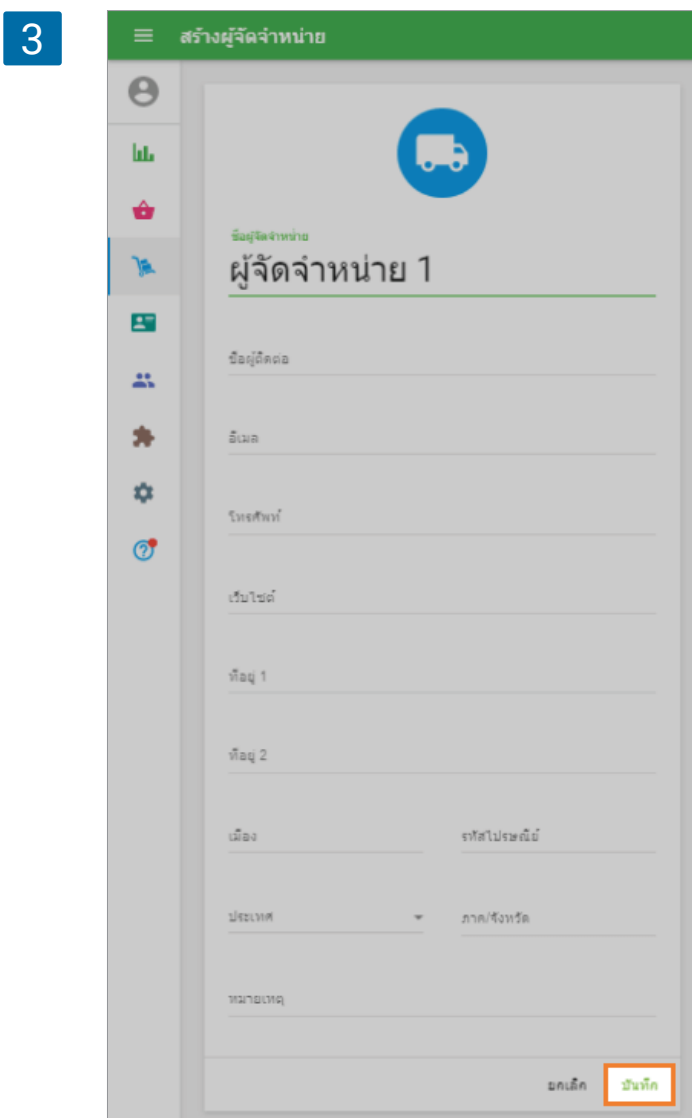 3
สร้างผู้จัดจำหน่าย
ชื่อผู้จัดจำหน่าย
ผู้จัดจำหน่าย 1
ชื่อผู้ติดต่อ
อีเมล
โทรศัพท์
เว็บไซต์
ที่อยู่ 1
ที่อยู่ 2
เมือง รหัสไปรษณีย์
ประเทศ ภาค/จังหวัด
หมายเหตุ
ยกเลิก บันทึก